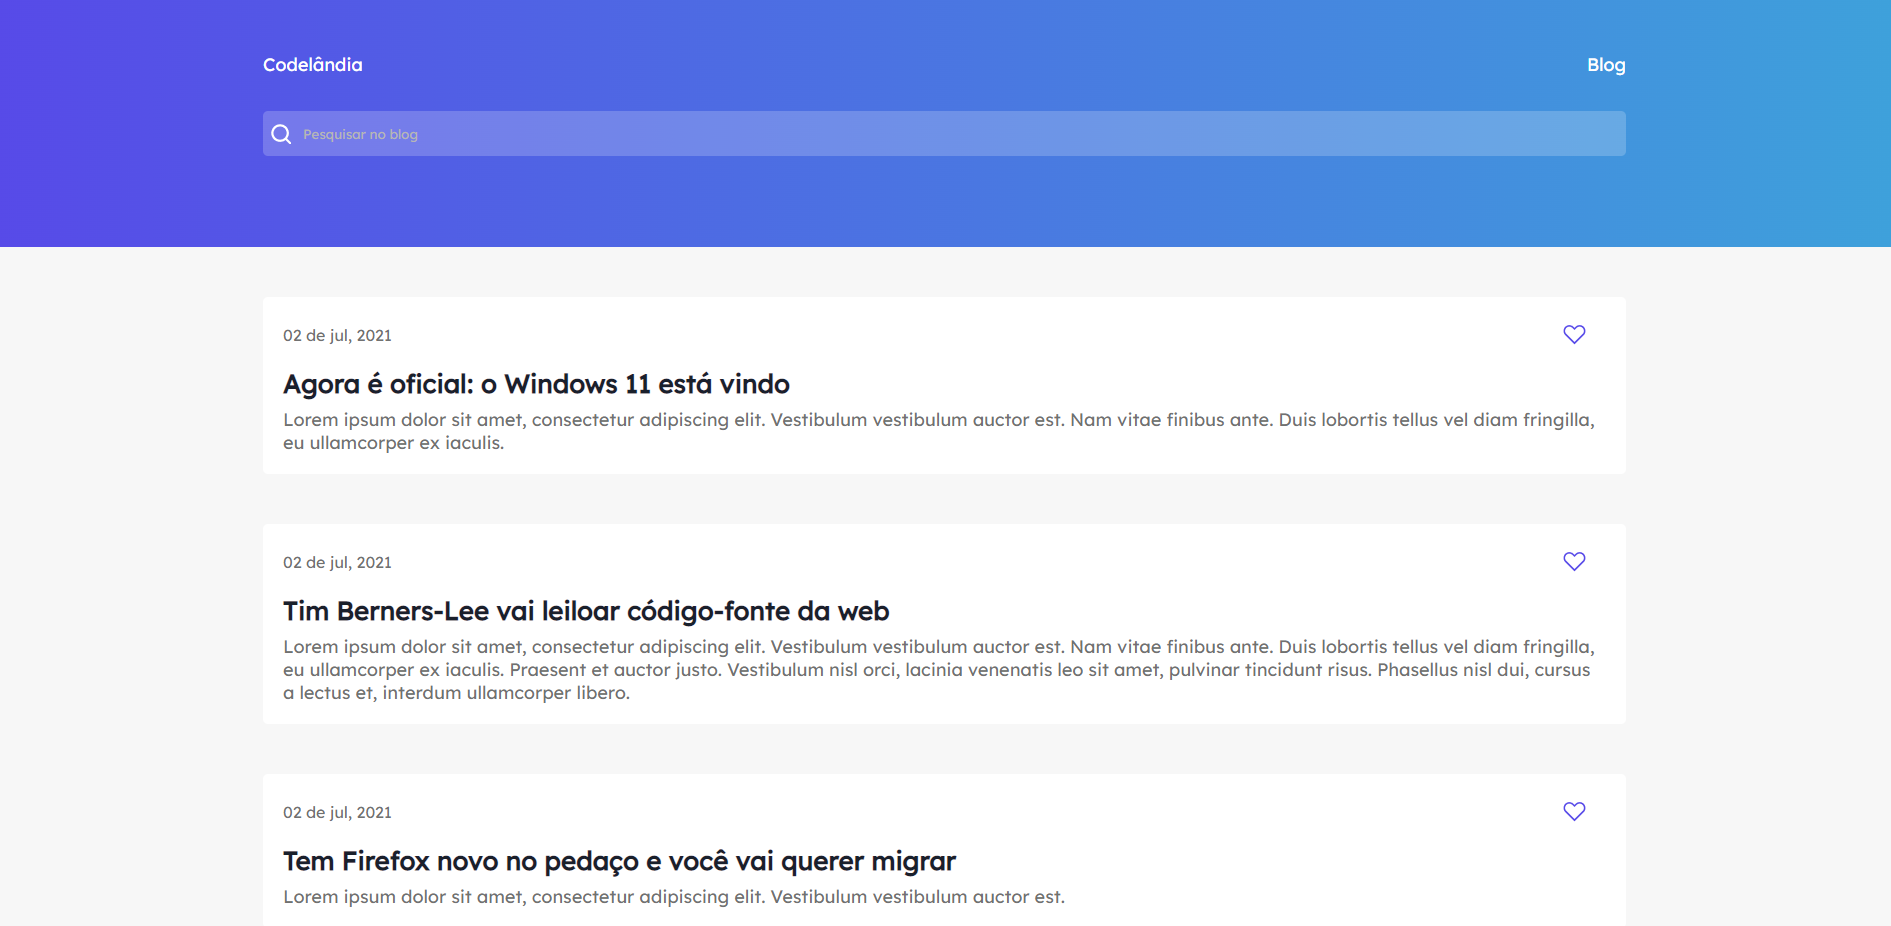 Codelândia
Blog
Pesquisar no blog
02 de jul, 2021
Agora é oficial: o Windows 11 está vindo
Lorem ipsum dolor sit amet, consectetur adipiscing elit. Vestibulum vestibulum auctor est. Nam vitae finibus ante. Duis lobortis tellus vel diam fringilla,
eu ullamcorper ex iaculis.
02 de jul, 2021
Tim Berners-Lee vai leiloar código-fonte da web
Lorem ipsum dolor sit amet, consectetur adipiscing elit. Vestibulum vestibulum auctor est. Nam vitae finibus ante. Duis lobortis tellus vel diam fringilla,
eu ullamcorper ex iaculis. Praesent et auctor justo. Vestibulum nisl orci, lacinia venenatis leo sit amet, pulvinar tincidunt risus. Phasellus nisl dui, cursus
a lectus et, interdum ullamcorper libero.
02 de jul, 2021
Tem Firefox novo no pedaço e você vai querer migrar
Lorem ipsum dolor sit amet, consectetur adipiscing elit. Vestibulum vestibulum auctor est.